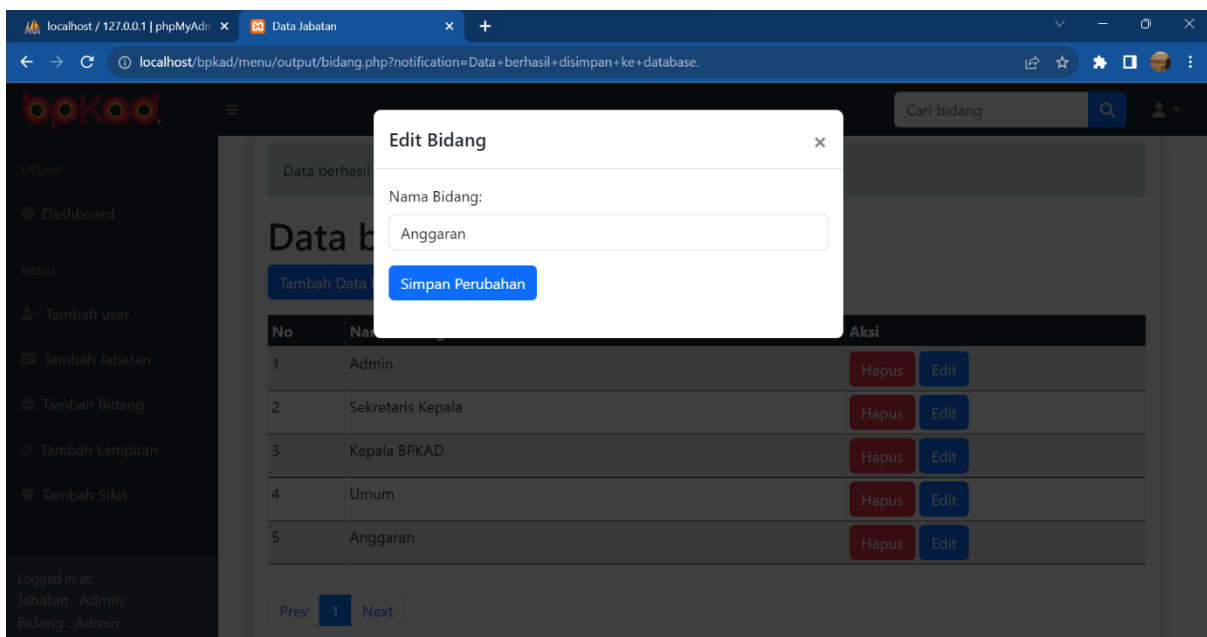 localhost / 127.0.0.1 | phpMyAdn
Data Jabatan
localhost/bpkad/menu/output/bidang.php?notification=Data+berhasil+disimpan+ke+database.
bpkad.
Cari bidang
UTAMA
Dashboard
MENU
Tambah user
Tambah Jabatan
Tambah Bidang
Tambah Lampiran
Tambah Sifat
Logged in as:
Jabatan : Admin
Bidang : Admin
Data berhasil
Data b
Tambah Data
Edit Bidang
×
Nama Bidang:
Anggaran
Simpan Perubahan
No Na Aksi
1 Admin Hapus Edit
2 Sekretaris Kepala Hapus Edit
3 Kepala BPKAD Hapus Edit
4 Umum Hapus Edit
5 Anggaran Hapus Edit
Prev 1 Next